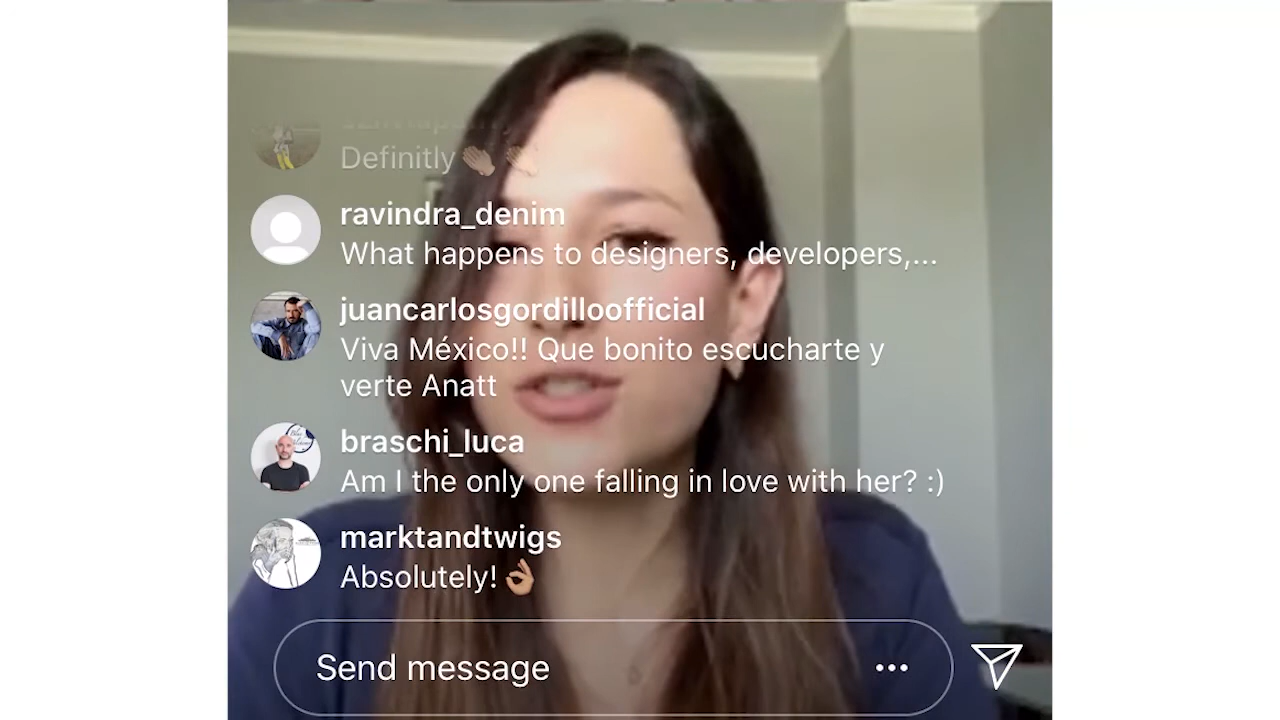 Definitly👏🏼 👏🏼
ravindra_denim
What happens to designers, developers,...
juancarlosgordilloofficial
Viva México!! Que bonito escucharte y
verte Anatt
braschi_luca
Am I the only one falling in love with her? :)
marktandtwigs
Absolutely!👌🏼
Send message